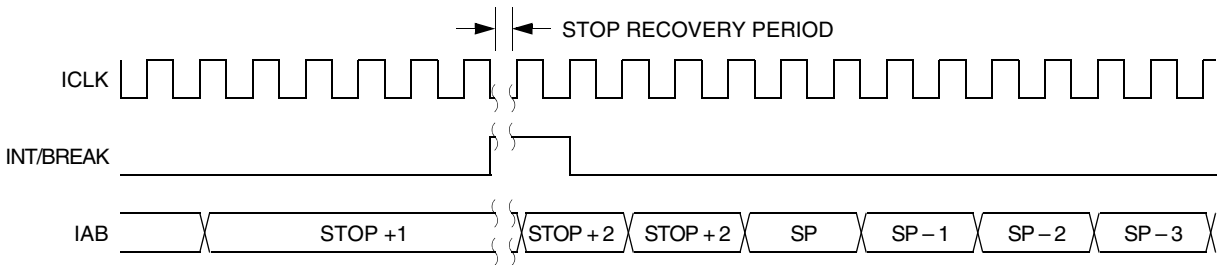 STOP RECOVERY PERIOD
ICLK
INT/BREAK
IAB STOP +1 STOP + 2 STOP + 2 SP SP – 1 SP – 2 SP – 3